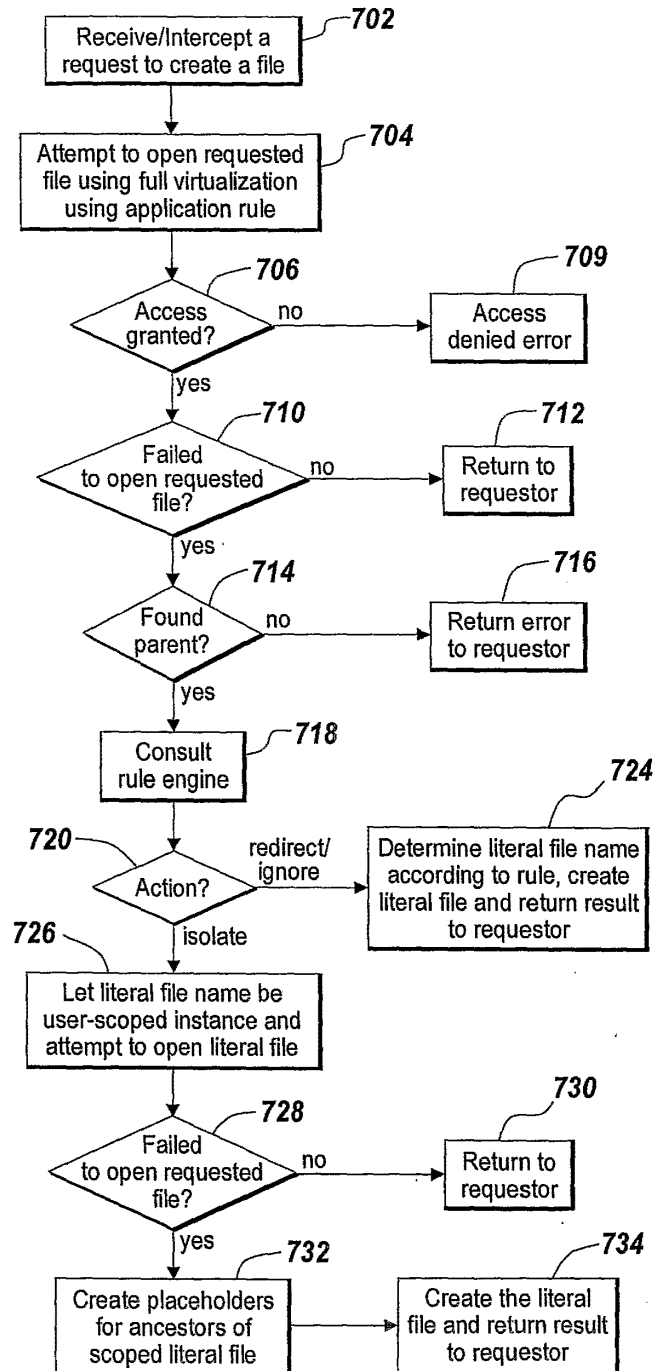 702
Receive/Intercept a
request to create a file
704
Attempt to open requested
file using full virtualization
using application rule
706
709
Access
granted?
no
Access
denied error
yes
710
712
Failed
to open requested
file?
no
Return to
requestor
yes
714
716
Found
parent?
no
Return error
to requestor
yes
718
Consult
rule engine
724
720
redirect/
ignore
Action?
Determine literal file name
according to rule, create
literal file and return result
to requestor
726
isolate
Let literal file name be
user-scoped instance and
attempt to open literal file
728
730
Failed
to open requested
file?
no
Return to
requestor
yes
732
734
Create placeholders
for ancestors of
scoped literal file
Create the literal
file and return result
to requestor